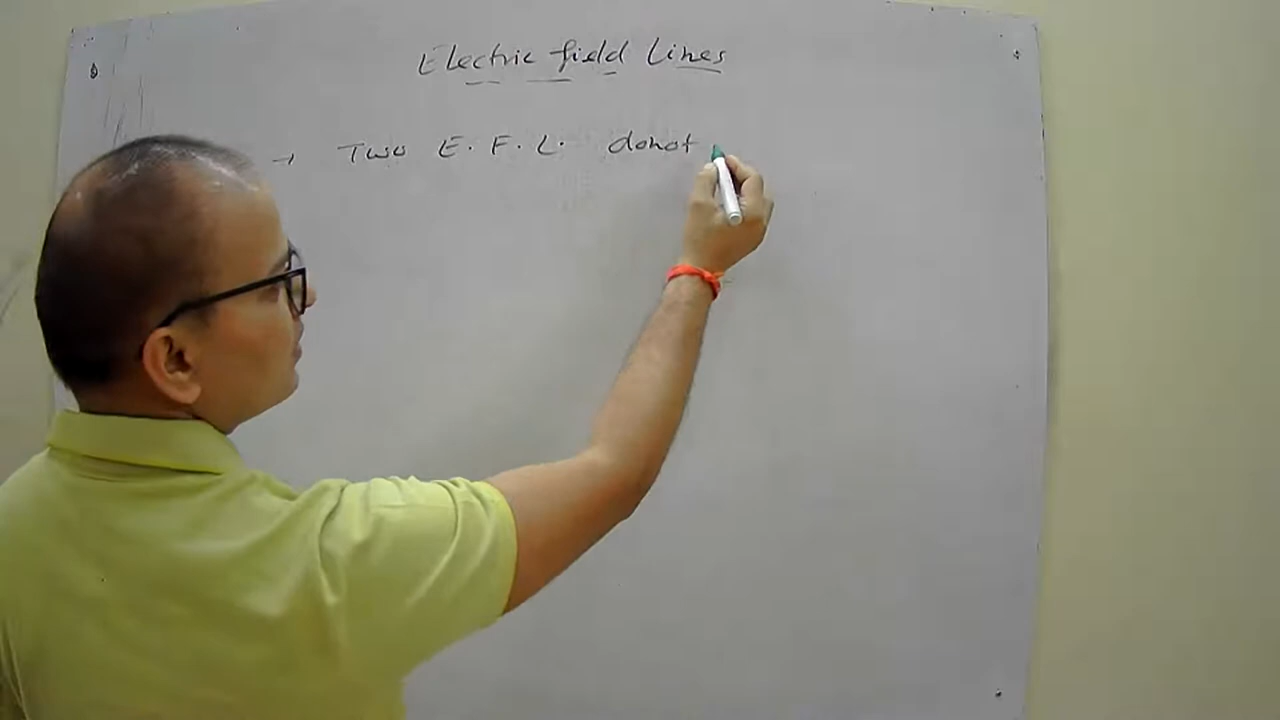 Electric field Lines
→ Two E. F. L. donot